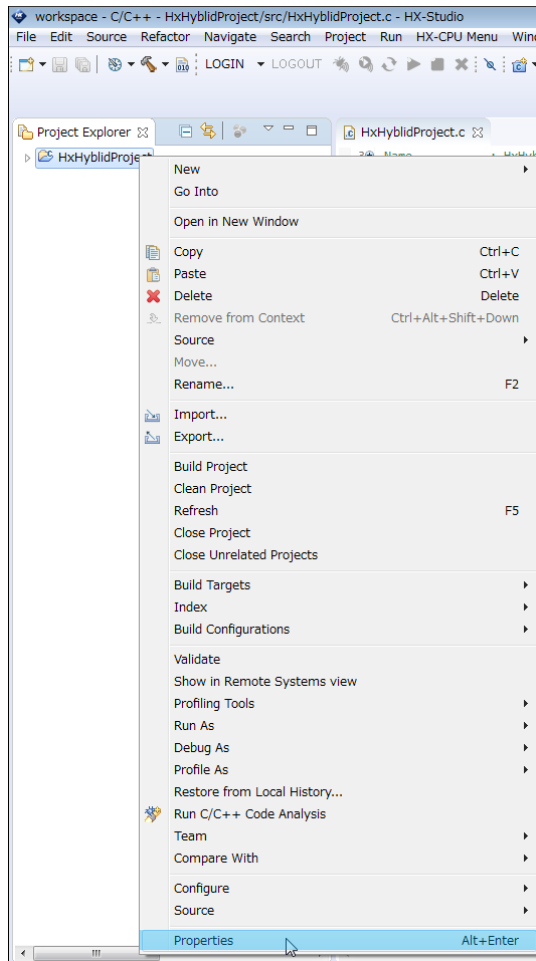 workspace - C/C++ - HxHyblidProject/src/HxHyblidProject.c - HX-Studio
File Edit Source Refactor Navigate Search Project Run HX-CPU Menu
LOGIN LOGOUT
Project Explorer HxHyblidProject.c
HxHyblidProject
New
Go Into
Open in New Window
Copy Ctrl+C
Paste Ctrl+V
Delete Delete
Remove from Context Ctrl+Alt+Shift+Down
Source
Move...
Rename... F2
Import...
Export...
Build Project
Clean Project
Refresh F5
Close Project
Close Unrelated Projects
Build Targets
Index
Build Configurations
Validate
Show in Remote Systems view
Profiling Tools
Run As
Debug As
Profile As
Restore from Local History...
Run C/C++ Code Analysis
Team
Compare With
Configure
Source
Properties Alt+Enter